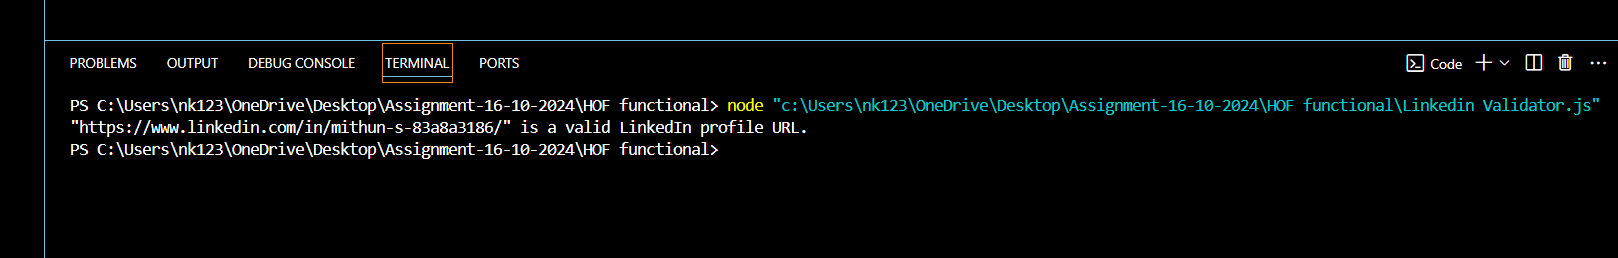 PROBLEMS OUTPUT DEBUG CONSOLE TERMINAL PORTS Code
PS C:\Users\nk123\OneDrive\Desktop\Assignment-16-10-2024\HOF functional> node "c:\Users\nk123\OneDrive\Desktop\Assignment-16-10-2024\HOF functional\Linkedin Validator.js"
"https://www.linkedin.com/in/mithun-s-83a8a3186/" is a valid LinkedIn profile URL.
PS C:\Users\nk123\OneDrive\Desktop\Assignment-16-10-2024\HOF functional>